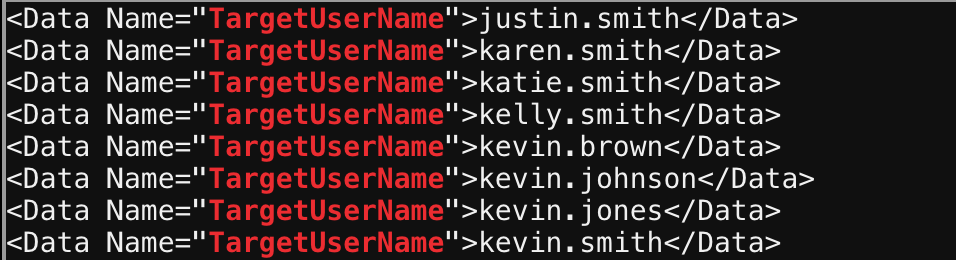 <Data Name="TargetUserName">justin.smith</Data>
<Data Name="TargetUserName">karen.smith</Data>
<Data Name="TargetUserName">katie.smith</Data>
<Data Name="TargetUserName">kelly.smith</Data>
<Data Name="TargetUserName">kevin.brown</Data>
<Data Name="TargetUserName">kevin.johnson</Data>
<Data Name="TargetUserName">kevin.jones</Data>
<Data Name="TargetUserName">kevin.smith</Data>